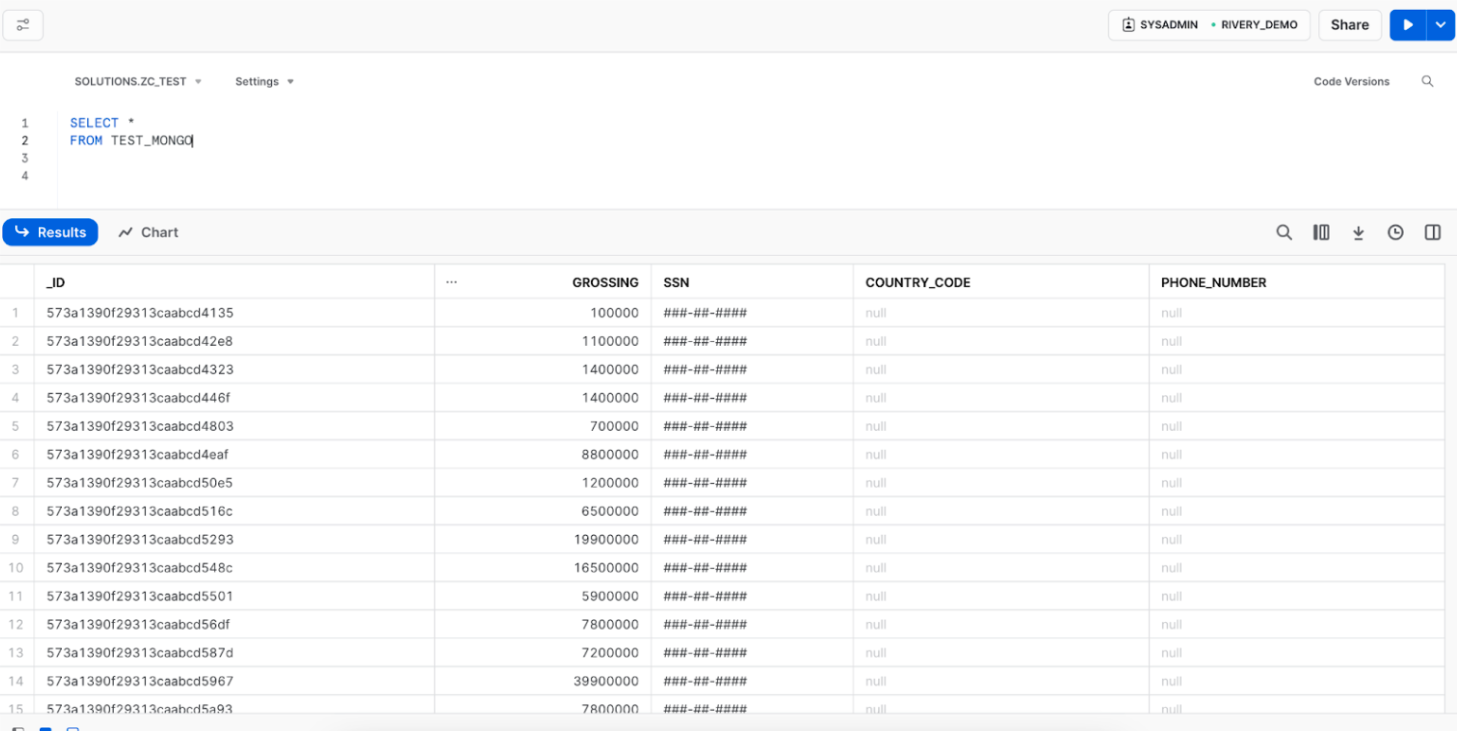 SYSADMIN • RIVERY_DEMO Share
SOLUTIONS.ZC_TEST Settings Code Versions
1 SELECT *
2 FROM TEST_MONGO
3
4
Results Chart
_ID ... GROSSING SSN COUNTRY_CODE PHONE_NUMBER
1 573a1390f29313caabcd4135 100000 ###-##-#### null null
2 573a1390f29313caabcd42e8 1100000 ###-##-#### null null
3 573a1390f29313caabcd4323 1400000 ###-##-#### null null
4 573a1390f29313caabcd446f 1400000 ###-##-#### null null
5 573a1390f29313caabcd4803 700000 ###-##-#### null null
6 573a1390f29313caabcd4eaf 8800000 ###-##-#### null null
7 573a1390f29313caabcd50e5 1200000 ###-##-#### null null
8 573a1390f29313caabcd516c 6500000 ###-##-#### null null
9 573a1390f29313caabcd5293 19900000 ###-##-#### null null
10 573a1390f29313caabcd548c 16500000 ###-##-#### null null
11 573a1390f29313caabcd5501 5900000 ###-##-#### null null
12 573a1390f29313caabcd56df 7800000 ###-##-#### null null
13 573a1390f29313caabcd587d 7200000 ###-##-#### null null
14 573a1390f29313caabcd5967 39900000 ###-##-#### null null
15 573a1390f29313caabcd5a93 7800000 ###-##-#### null null